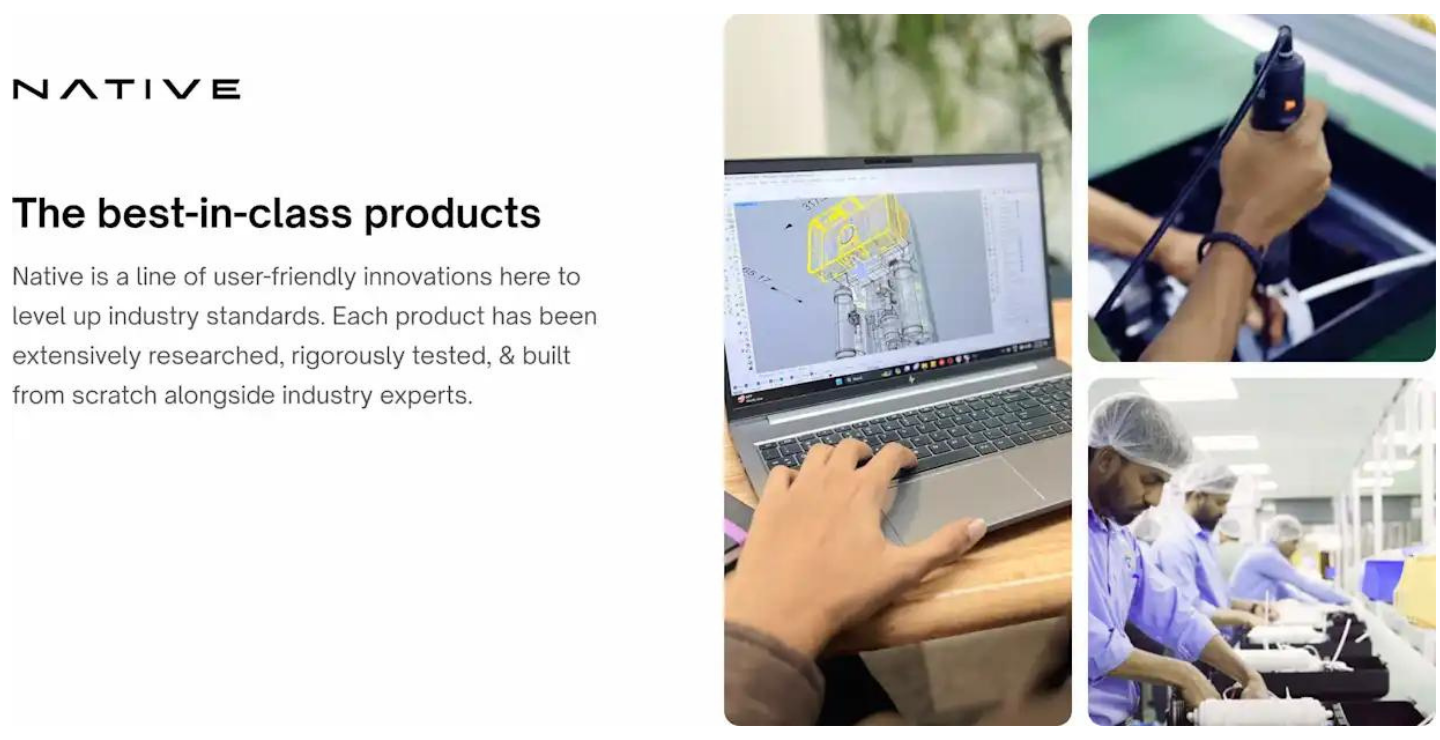 NATIVE
The best-in-class products
Native is a line of user-friendly innovations here to
level up industry standards. Each product has been
extensively researched, rigorously tested, & built
from scratch alongside industry experts.